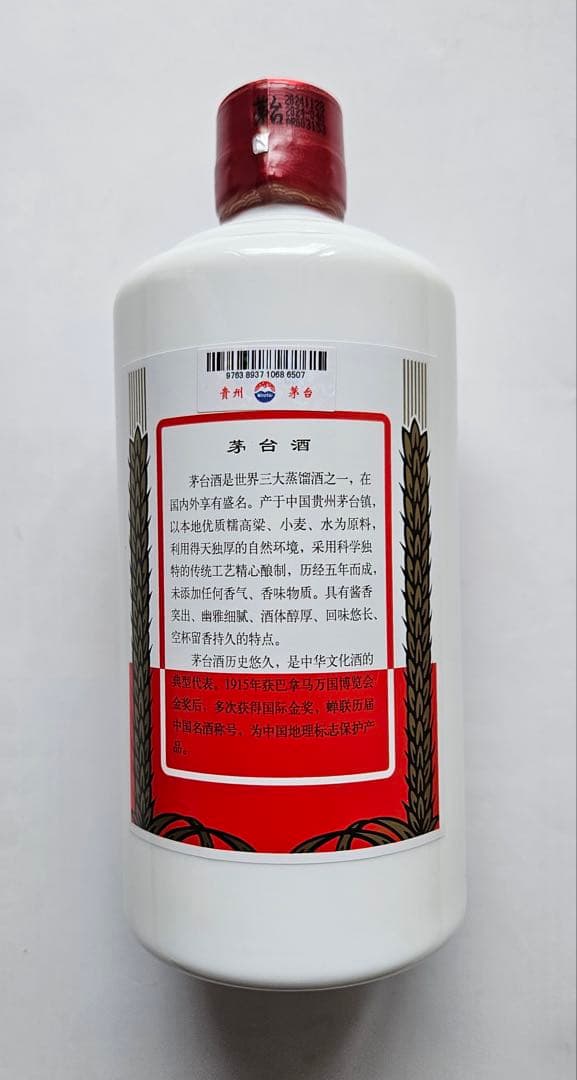 茅台
9763 8937 1068 6507
贵州 茅台
茅台酒
茅台酒是世界三大蒸馏酒之一，在
国内外享有盛名。产于中国贵州茅台镇，
以本地优质糯高粱、小麦、水为原料，
利用得天独厚的自然环境，采用科学独
特的传统工艺精心酿制，历经五年而成，
未添加任何香气、香味物质。具有酱香
突出、幽雅细腻、酒体醇厚、回味悠长、
空杯留香持久的特点。
茅台酒历史悠久，是中华文化酒的
典型代表。1915年获巴拿马万国博览会
金奖后，多次获得国际金奖，蝉联历届
中国名酒称号，为中国地理标志保护产
品。